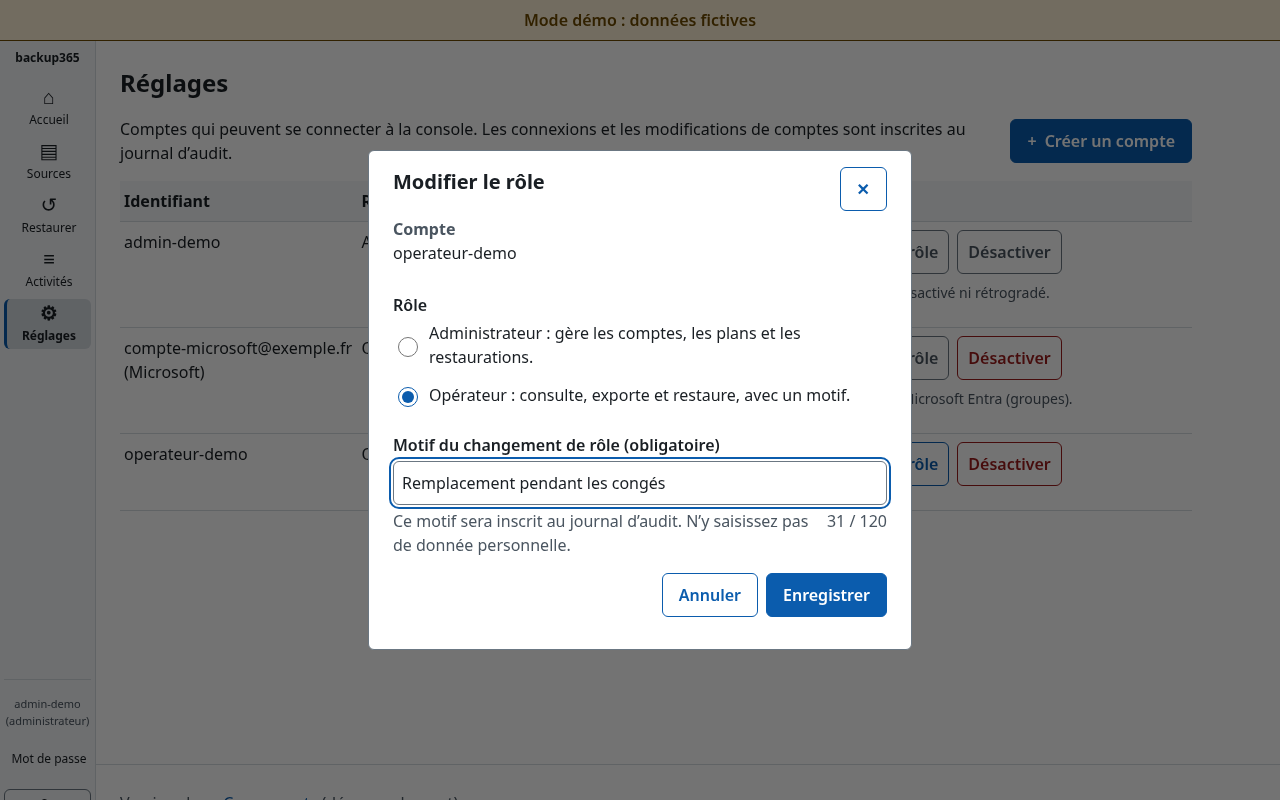 Mode démo : données fictives
backup365
Accueil
Sources
Restaurer
Activités
Réglages
admin-demo
(administrateur)
Mot de passe
Réglages
Comptes qui peuvent se connecter à la console. Les connexions et les modifications de comptes sont inscrites au
journal d’audit.
+ Créer un compte
Identifiant
admin-demo
rôle
Désactiver
sactivé ni rétrogradé.
compte-microsoft@exemple.fr
(Microsoft)
rôle
Désactiver
Microsoft Entra (groupes).
operateur-demo
rôle
Désactiver
Modifier le rôle
×
Compte
operateur-demo
Rôle
Administrateur : gère les comptes, les plans et les
restaurations.
Opérateur : consulte, exporte et restaure, avec un motif.
Motif du changement de rôle (obligatoire)
Remplacement pendant les congés
Ce motif sera inscrit au journal d’audit. N’y saisissez pas
de donnée personnelle.
31 / 120
Annuler
Enregistrer